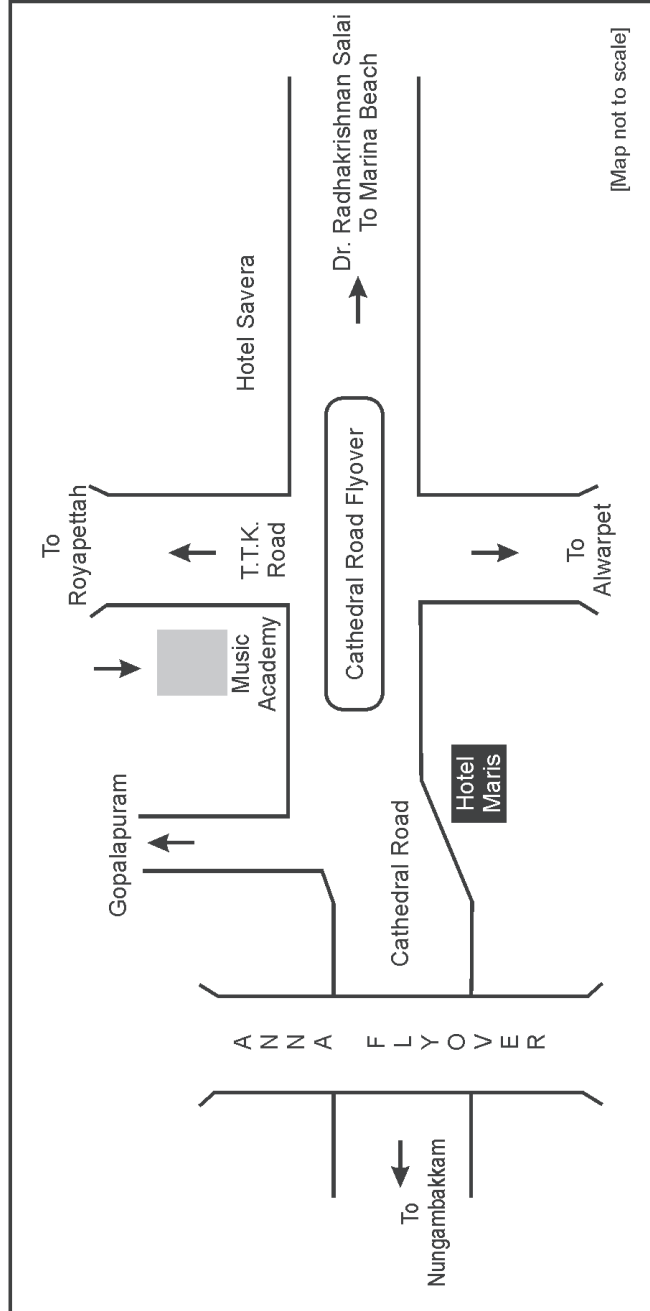 To
Royapettah
Gopalapuram
Music
Academy
T.T.K.
Road
Hotel Savera
ANNA FLYOVER
To
Nungambakkam
Cathedral Road
Cathedral Road Flyover
Dr. Radhakrishnan Salai
To Marina Beach
Hotel
Maris
To
Alwarpet
[Map not to scale]